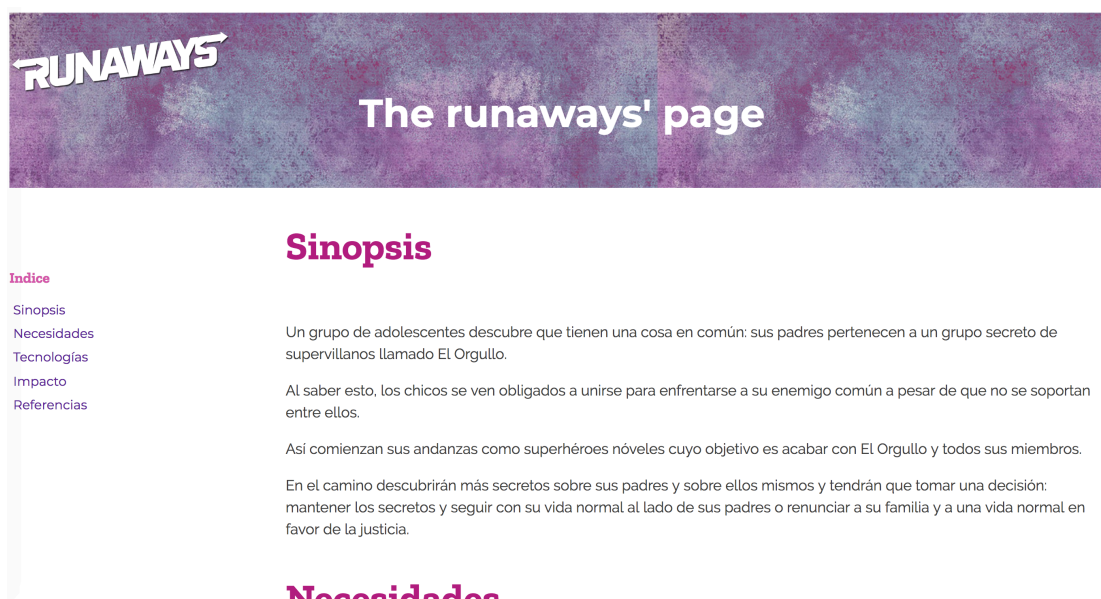 RUNAWAYS
The runaways' page
Indice
Sinopsis
Necesidades
Tecnologías
Impacto
Referencias
Sinopsis
Un grupo de adolescentes descubre que tienen una cosa en común: sus padres pertenecen a un grupo secreto de
supervillanos llamado El Orgullo.
Al saber esto, los chicos se ven obligados a unirse para enfrentarse a su enemigo común a pesar de que no se soportan
entre ellos.
Así comienzan sus andanzas como superhéroes nóveles cuyo objetivo es acabar con El Orgullo y todos sus miembros.
En el camino descubrirán más secretos sobre sus padres y sobre ellos mismos y tendrán que tomar una decisión:
mantener los secretos y seguir con su vida normal al lado de sus padres o renunciar a su familia y a una vida normal en
favor de la justicia.
Necesidades